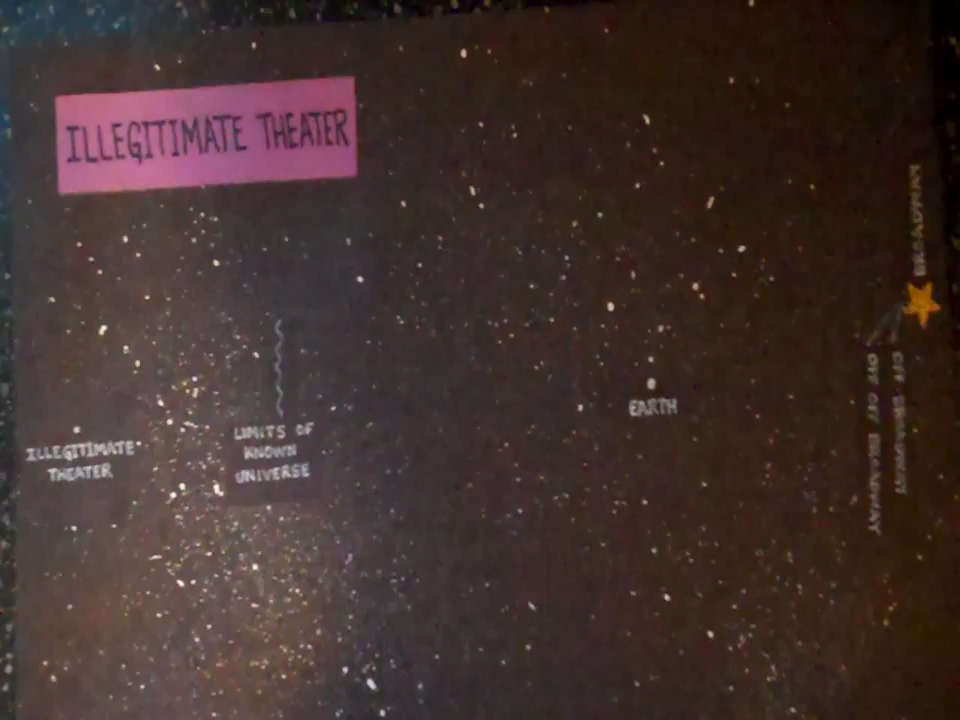 ILLEGITIMATE THEATER
ILLEGITIMATE
THEATER
LIMITS OF
KNOWN
UNIVERSE
EARTH
BROADWAY
OFF BROADWAY
OFF OFF BROADWAY